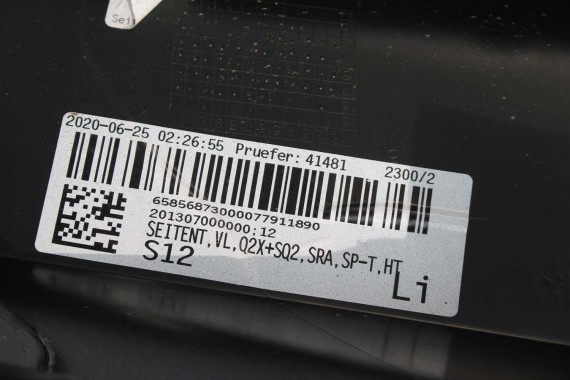 Sei
2020-06-25 02:26:55 Pruefer: 41481 2300/2
65856873000077911890
201307000000:12
SEITENT,VL,Q2X+SQ2,SRA,SP-T,HT
S12 Li